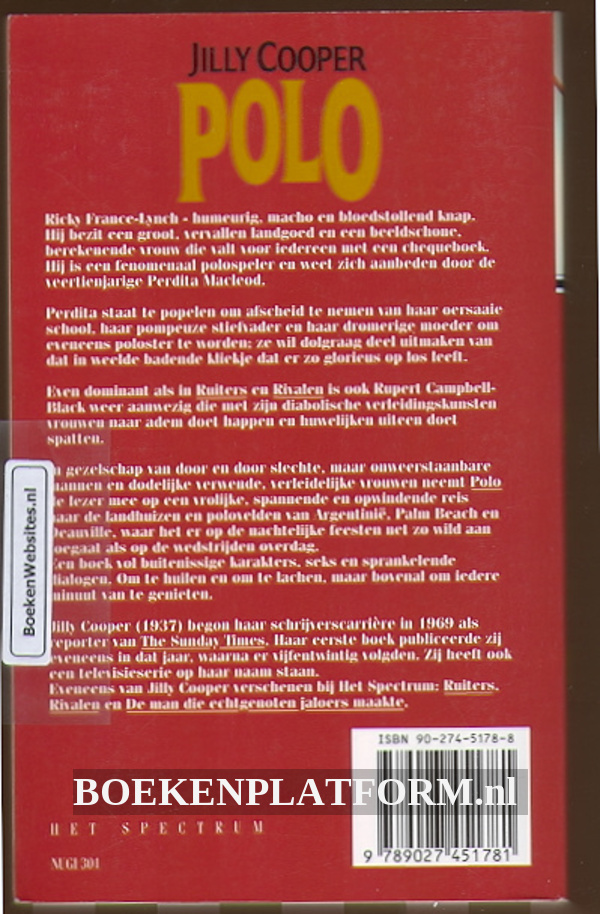 JILLY COOPER
POLO
Ricky France-Lynch - humeurig, macho en bloedstollend knap.
Hij bezit een groot, vervallen landgoed en een beeldschone,
berekenende vrouw die valt voor iedereen met een chequeboek.
Hij is een fenomenaal polospeler en weet zich aanbeden door de
veertienjarige Perdita Macleod.
Perdita staat te popelen om afscheid te nemen van haar oersaaie
school, haar pompeuze stiefvader en haar dromerige moeder om
eveneens poloster te worden: ze wil dolgraag deel uitmaken van
dat in weelde badende kliekje dat er zo glorieus op los leeft.
Even dominant als in Ruiters en Rivalen is ook Rupert Campbell-
Black weer aanwezig die met zijn diabolische verleidingskunsten
vrouwen naar adem doet happen en huwelijken uiteen doet
spatten.
n gezelschap van door en door slechte, maar onweerstaanbare
mannen en dodelijke verwende, verleidelijke vrouwen neemt Polo
de lezer mee op een vrolijke, spannende en opwindende reis
naar de landhuizen en polovelden van Argentinië, Palm Beach en
Deauville, waar het er op de nachtelijke feesten net zo wild aan
toegaat als op de wedstrijden overdag.
Een boek vol buitenissige karakters, seks en sprankelende
dialogen. Om te huilen en om te lachen, maar bovenal om iedere
minuut van te genieten.
Jilly Cooper (1937) begon haar schrijverscarrière in 1969 als
reporter van The Sunday Times. Haar eerste boek publiceerde zij
eveneens in dat jaar, waarna er vijfentwintig volgden. Zij heeft ook
een televisieserie op haar naam staan.
Eveneens van Jilly Cooper verschenen bij Het Spectrum: Ruiters,
Rivalen en De man die echtgenoten jaloers maakte.
BoekenWebsites.nl
ISBN 90-274-5178-8
BOEKENPLATFORM.nl
HET SPECTRUM
NUGI 301
9 789027 451781